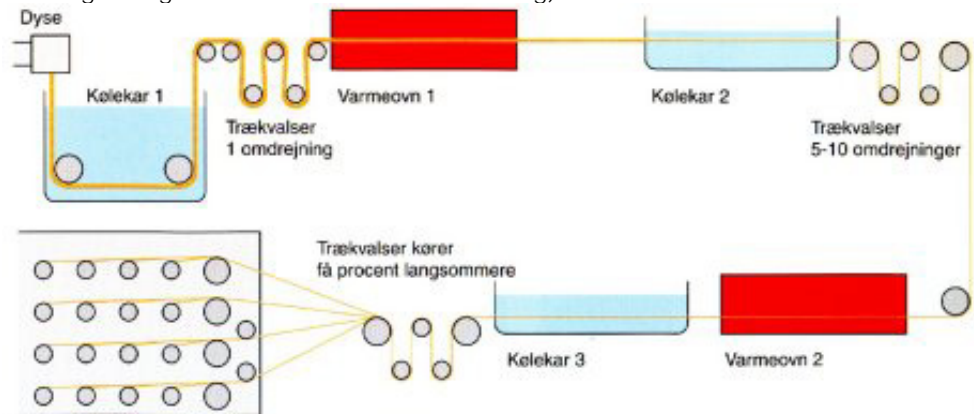 Dyse
Kølekar 1
Trækvalser
1 omdrejning
Varmeovn 1
Kølekar 2
Trækvalser
5-10 omdrejninger
Trækvalser kører
få procent langsommere
Kølekar 3
Varmeovn 2